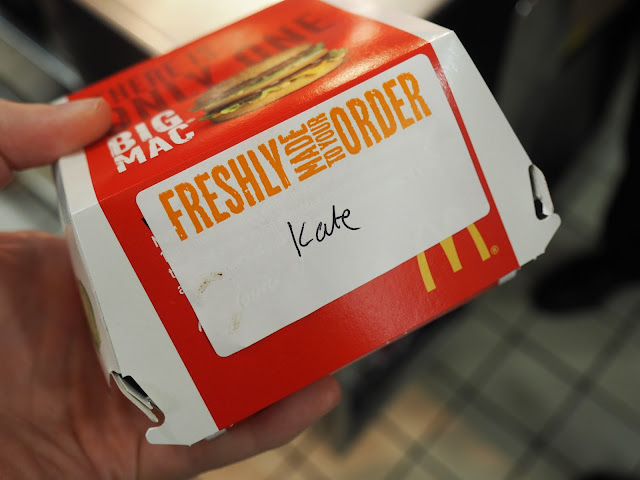 THERE IS
ONLY ONE
BIG
MAC
FRESHLY MADE TO YOUR ORDER
Kate